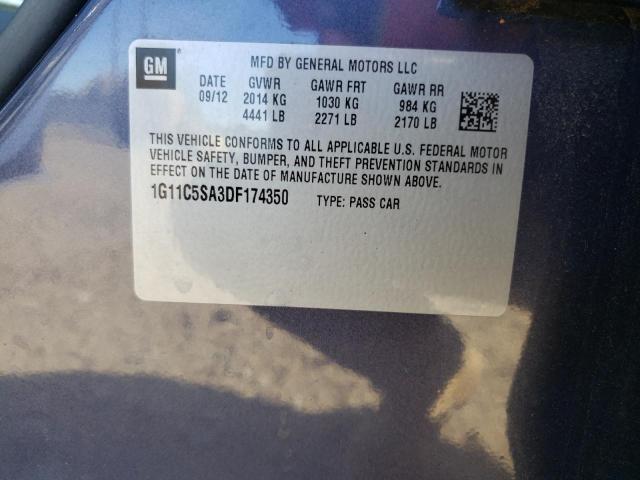 GM
MFD BY GENERAL MOTORS LLC
DATE GVWR GAWR FRT GAWR RR
09/12 2014 KG 1030 KG 984 KG
4441 LB 2271 LB 2170 LB
THIS VEHICLE CONFORMS TO ALL APPLICABLE U.S. FEDERAL MOTOR
VEHICLE SAFETY, BUMPER, AND THEFT PREVENTION STANDARDS IN
EFFECT ON THE DATE OF MANUFACTURE SHOWN ABOVE.
1G11C5SA3DF174350 TYPE: PASS CAR